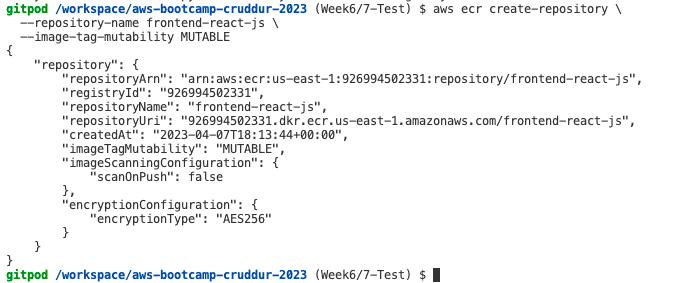 gitpod /workspace/aws-bootcamp-cruddur-2023 (Week6/7-Test) $ aws ecr create-repository \
  --repository-name frontend-react-js \
  --image-tag-mutability MUTABLE
{
    "repository": {
        "repositoryArn": "arn:aws:ecr:us-east-1:926994502331:repository/frontend-react-js",
        "registryId": "926994502331",
        "repositoryName": "frontend-react-js",
        "repositoryUri": "926994502331.dkr.ecr.us-east-1.amazonaws.com/frontend-react-js",
        "createdAt": "2023-04-07T18:13:44+00:00",
        "imageTagMutability": "MUTABLE",
        "imageScanningConfiguration": {
            "scanOnPush": false
        },
        "encryptionConfiguration": {
            "encryptionType": "AES256"
        }
    }
}
gitpod /workspace/aws-bootcamp-cruddur-2023 (Week6/7-Test) $